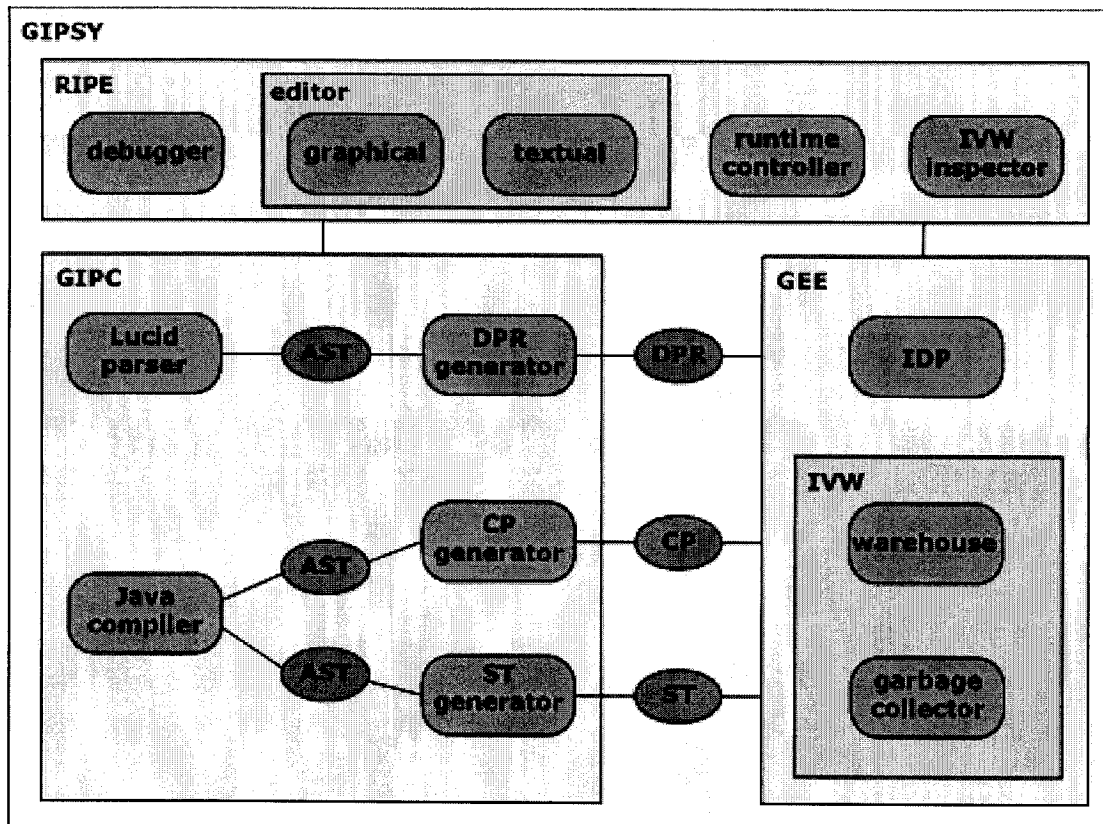 GIPSY
RIPE
editor
debugger
graphical
textual
runtime
controller
IVW
inspector
GIPC
Lucid
parser
AST
DPR
generator
DPR
Java
compiler
AST
CP
generator
CP
AST
ST
generator
ST
GEE
IDP
IVW
warehouse
garbage
collector